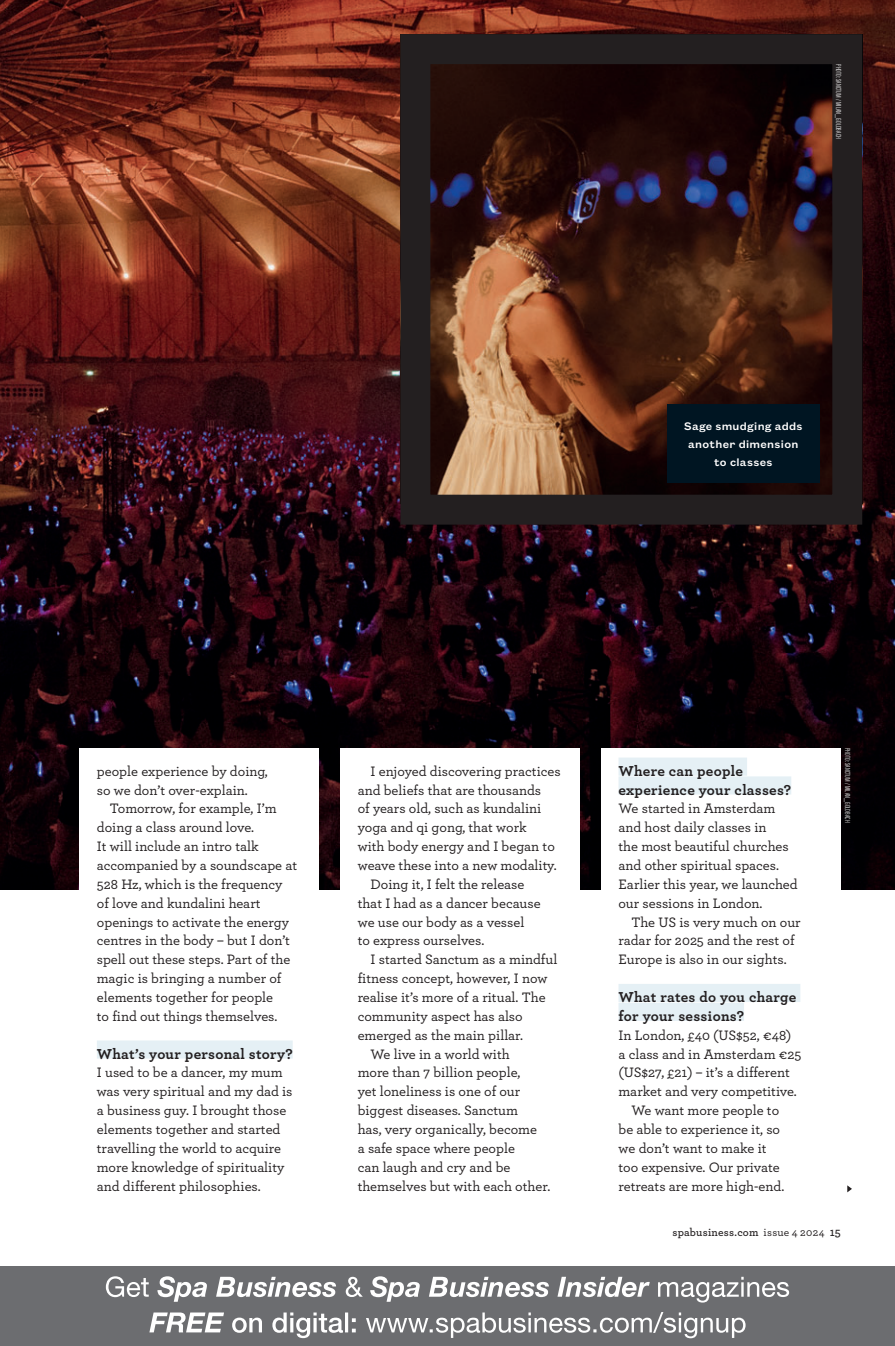 PHOTO: SANCTUM / MILAN_GOLDBACH
S
Sage smudging adds
another dimension
to classes
people experience by doing,
so we don't over-explain.
Tomorrow, for example, I'm
doing a class around love.
It will include an intro talk
accompanied by a soundscape at
528 Hz, which is the frequency
of love and kundalini heart
openings to activate the energy
centres in the body – but I don't
spell out these steps. Part of the
magic is bringing a number of
elements together for people
to find out things themselves.
What's your personal story?
I used to be a dancer, my mum
was very spiritual and my dad is
a business guy. I brought those
elements together and started
travelling the world to acquire
more knowledge of spirituality
and different philosophies.
I enjoyed discovering practices
and beliefs that are thousands
of years old, such as kundalini
yoga and qi gong, that work
with body energy and I began to
weave these into a new modality.
Doing it, I felt the release
that I had as a dancer because
we use our body as a vessel
to express ourselves.
I started Sanctum as a mindful
fitness concept, however, I now
realise it's more of a ritual. The
community aspect has also
emerged as the main pillar.
We live in a world with
more than 7 billion people,
yet loneliness is one of our
biggest diseases. Sanctum
has, very organically, become
a safe space where people
can laugh and cry and be
themselves but with each other.
Where can people
experience your classes?
We started in Amsterdam
and host daily classes in
the most beautiful churches
and other spiritual spaces.
Earlier this year, we launched
our sessions in London.
The US is very much on our
radar for 2025 and the rest of
Europe is also in our sights.
What rates do you charge
for your sessions?
In London, £40 (US$52, €48)
a class and in Amsterdam €25
(US$27, £21) – it's a different
market and very competitive.
We want more people to
be able to experience it, so
we don't want to make it
too expensive. Our private
retreats are more high-end.
PHOTO: SANCTUM / MILAN_GOLDBACH
spabusiness.com issue 4 2024 15
Get Spa Business & Spa Business Insider magazines
FREE on digital: www.spabusiness.com/signup